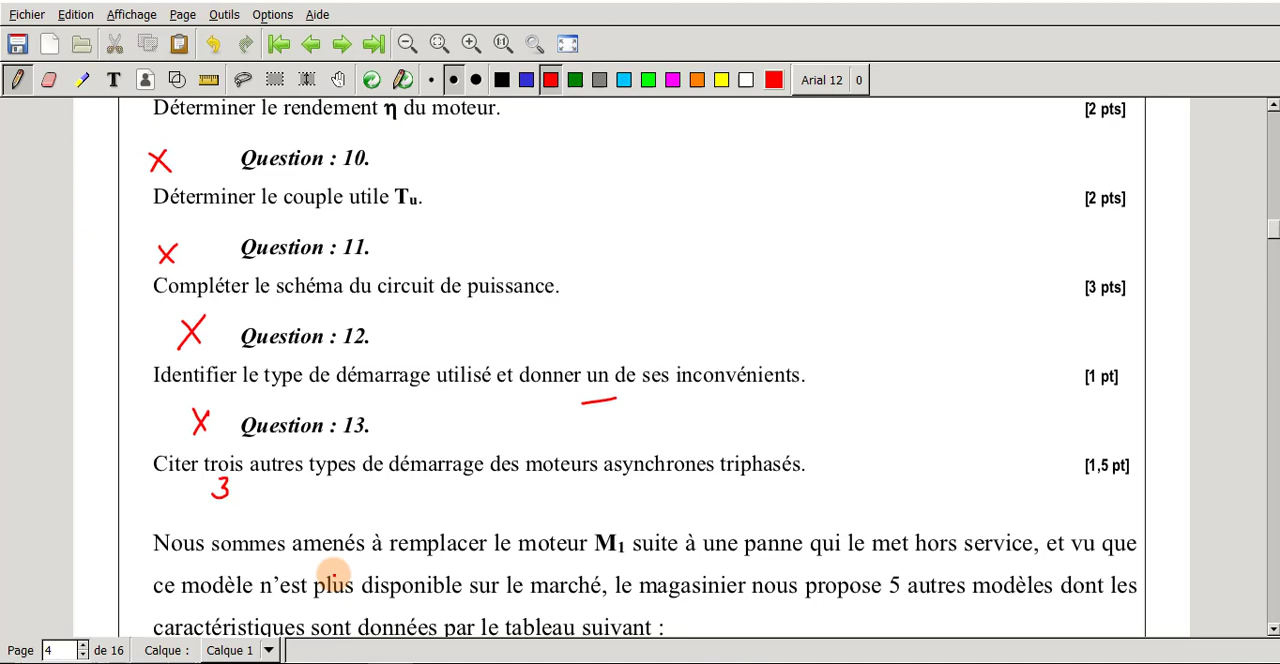 Fichier Edition Affichage Page Outils Options Aide
T Arial 12 0
Déterminer le rendement η du moteur. [2 pts]
X Question : 10.
Déterminer le couple utile Tu. [2 pts]
X Question : 11.
Compléter le schéma du circuit de puissance. [3 pts]
X Question : 12.
Identifier le type de démarrage utilisé et donner un de ses inconvénients. [1 pt]
X Question : 13.
Citer trois autres types de démarrage des moteurs asynchrones triphasés. [1,5 pt]
3
Nous sommes amenés à remplacer le moteur M1 suite à une panne qui le met hors service, et vu que
ce modèle n’est plus disponible sur le marché, le magasinier nous propose 5 autres modèles dont les
caractéristiques sont données par le tableau suivant :
Page 4 de 16 Calque : Calque 1